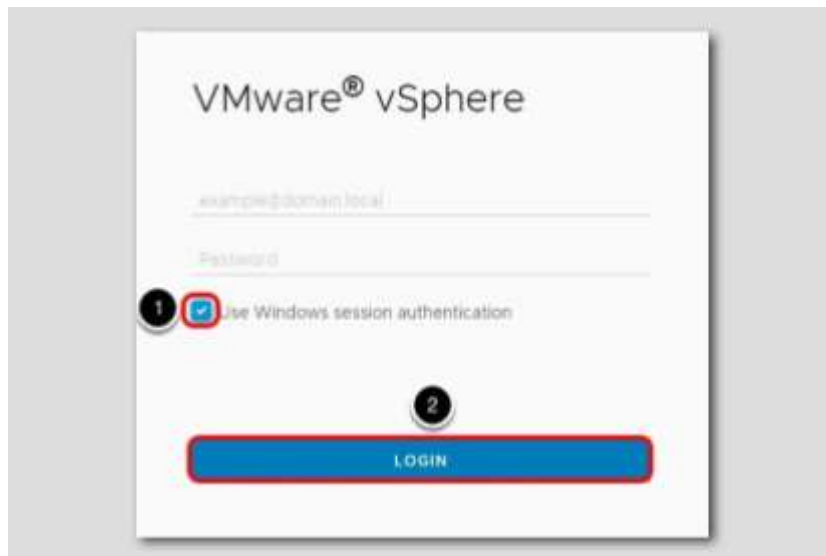 VMware® vSphere
example@domain.local
Password
1
Use Windows session authentication
2
LOGIN